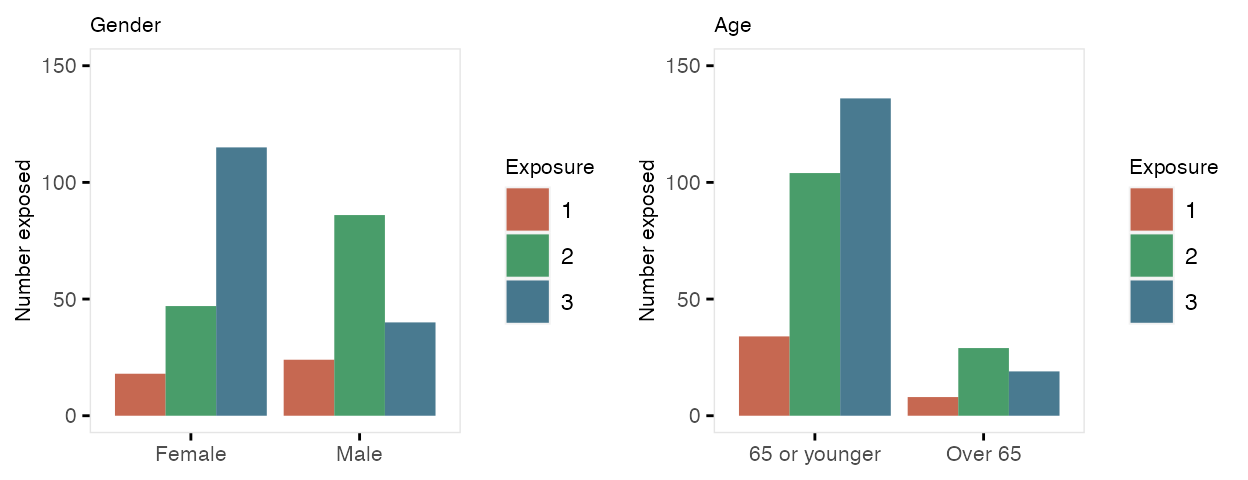 Gender
Number exposed
150
100
50
0
Female
Male
Exposure
1
2
3
Age
Number exposed
150
100
50
0
65 or younger
Over 65
Exposure
1
2
3